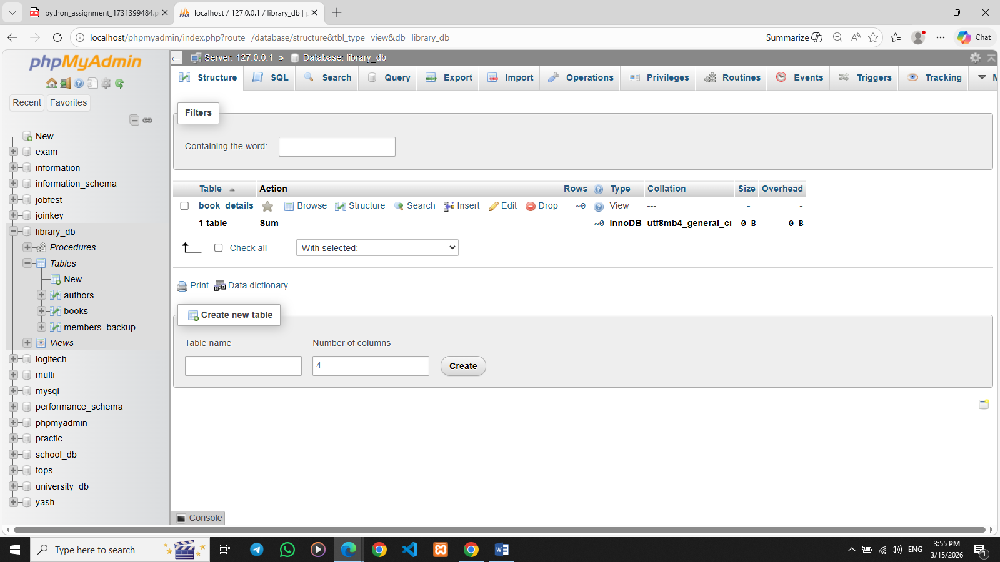 python_assignment_1731399484.p
localhost / 127.0.0.1 / library_db | p
localhost/phpmyadmin/index.php?route=/database/structure&tbl_type=view&db=library_db
Summarize
Chat
phpMyAdmin
Recent
Favorites
New
exam
information
information_schema
jobfest
joinkey
library_db
Procedures
Tables
New
authors
books
members_backup
Views
logitech
multi
mysql
performance_schema
phpmyadmin
practic
school_db
tops
university_db
yash
Server: 127.0.0.1 » Database: library_db
Structure SQL Search Query Export Import Operations Privileges Routines Events Triggers Tracking M
Filters
Containing the word:
Table Action Rows Type Collation Size Overhead
book_details Browse Structure Search Insert Edit Drop ~0 View --- - -
1 table Sum ~0 InnoDB utf8mb4_general_ci 0 B 0 B
Check all With selected:
Print Data dictionary
Create new table
Table name Number of columns
4 Create
Console
Type here to search
ENG
3:55 PM
3/15/2026
1